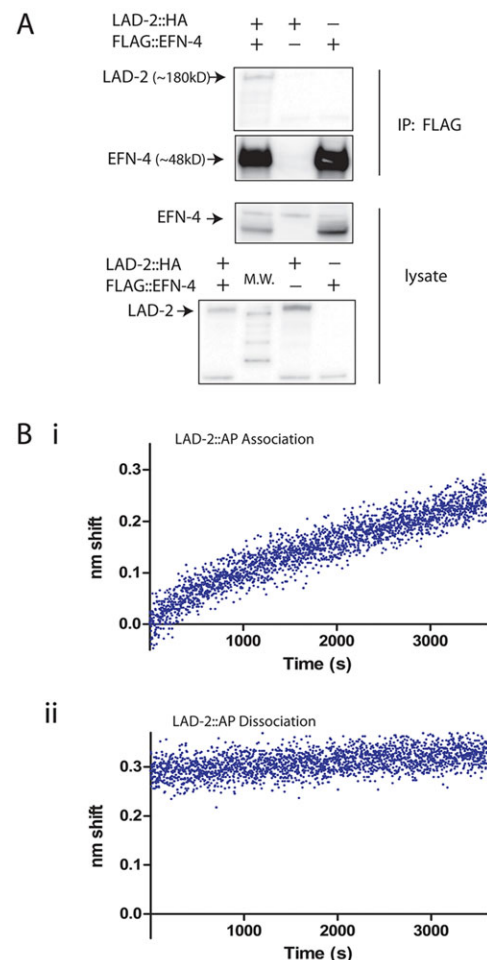 A
LAD-2::HA + + −
FLAG::EFN-4 + − +
LAD-2 (~180kD)
EFN-4 (~48kD)
IP: FLAG
EFN-4
LAD-2::HA + + −
FLAG::EFN-4 + M.W. − +
LAD-2
lysate
B i
LAD-2::AP Association
nm shift
0.3
0.2
0.1
0.0
1000 2000 3000
Time (s)
ii
LAD-2::AP Dissociation
nm shift
0.3
0.1
0.1
0.0
0 1000 2000 3000
Time (s)